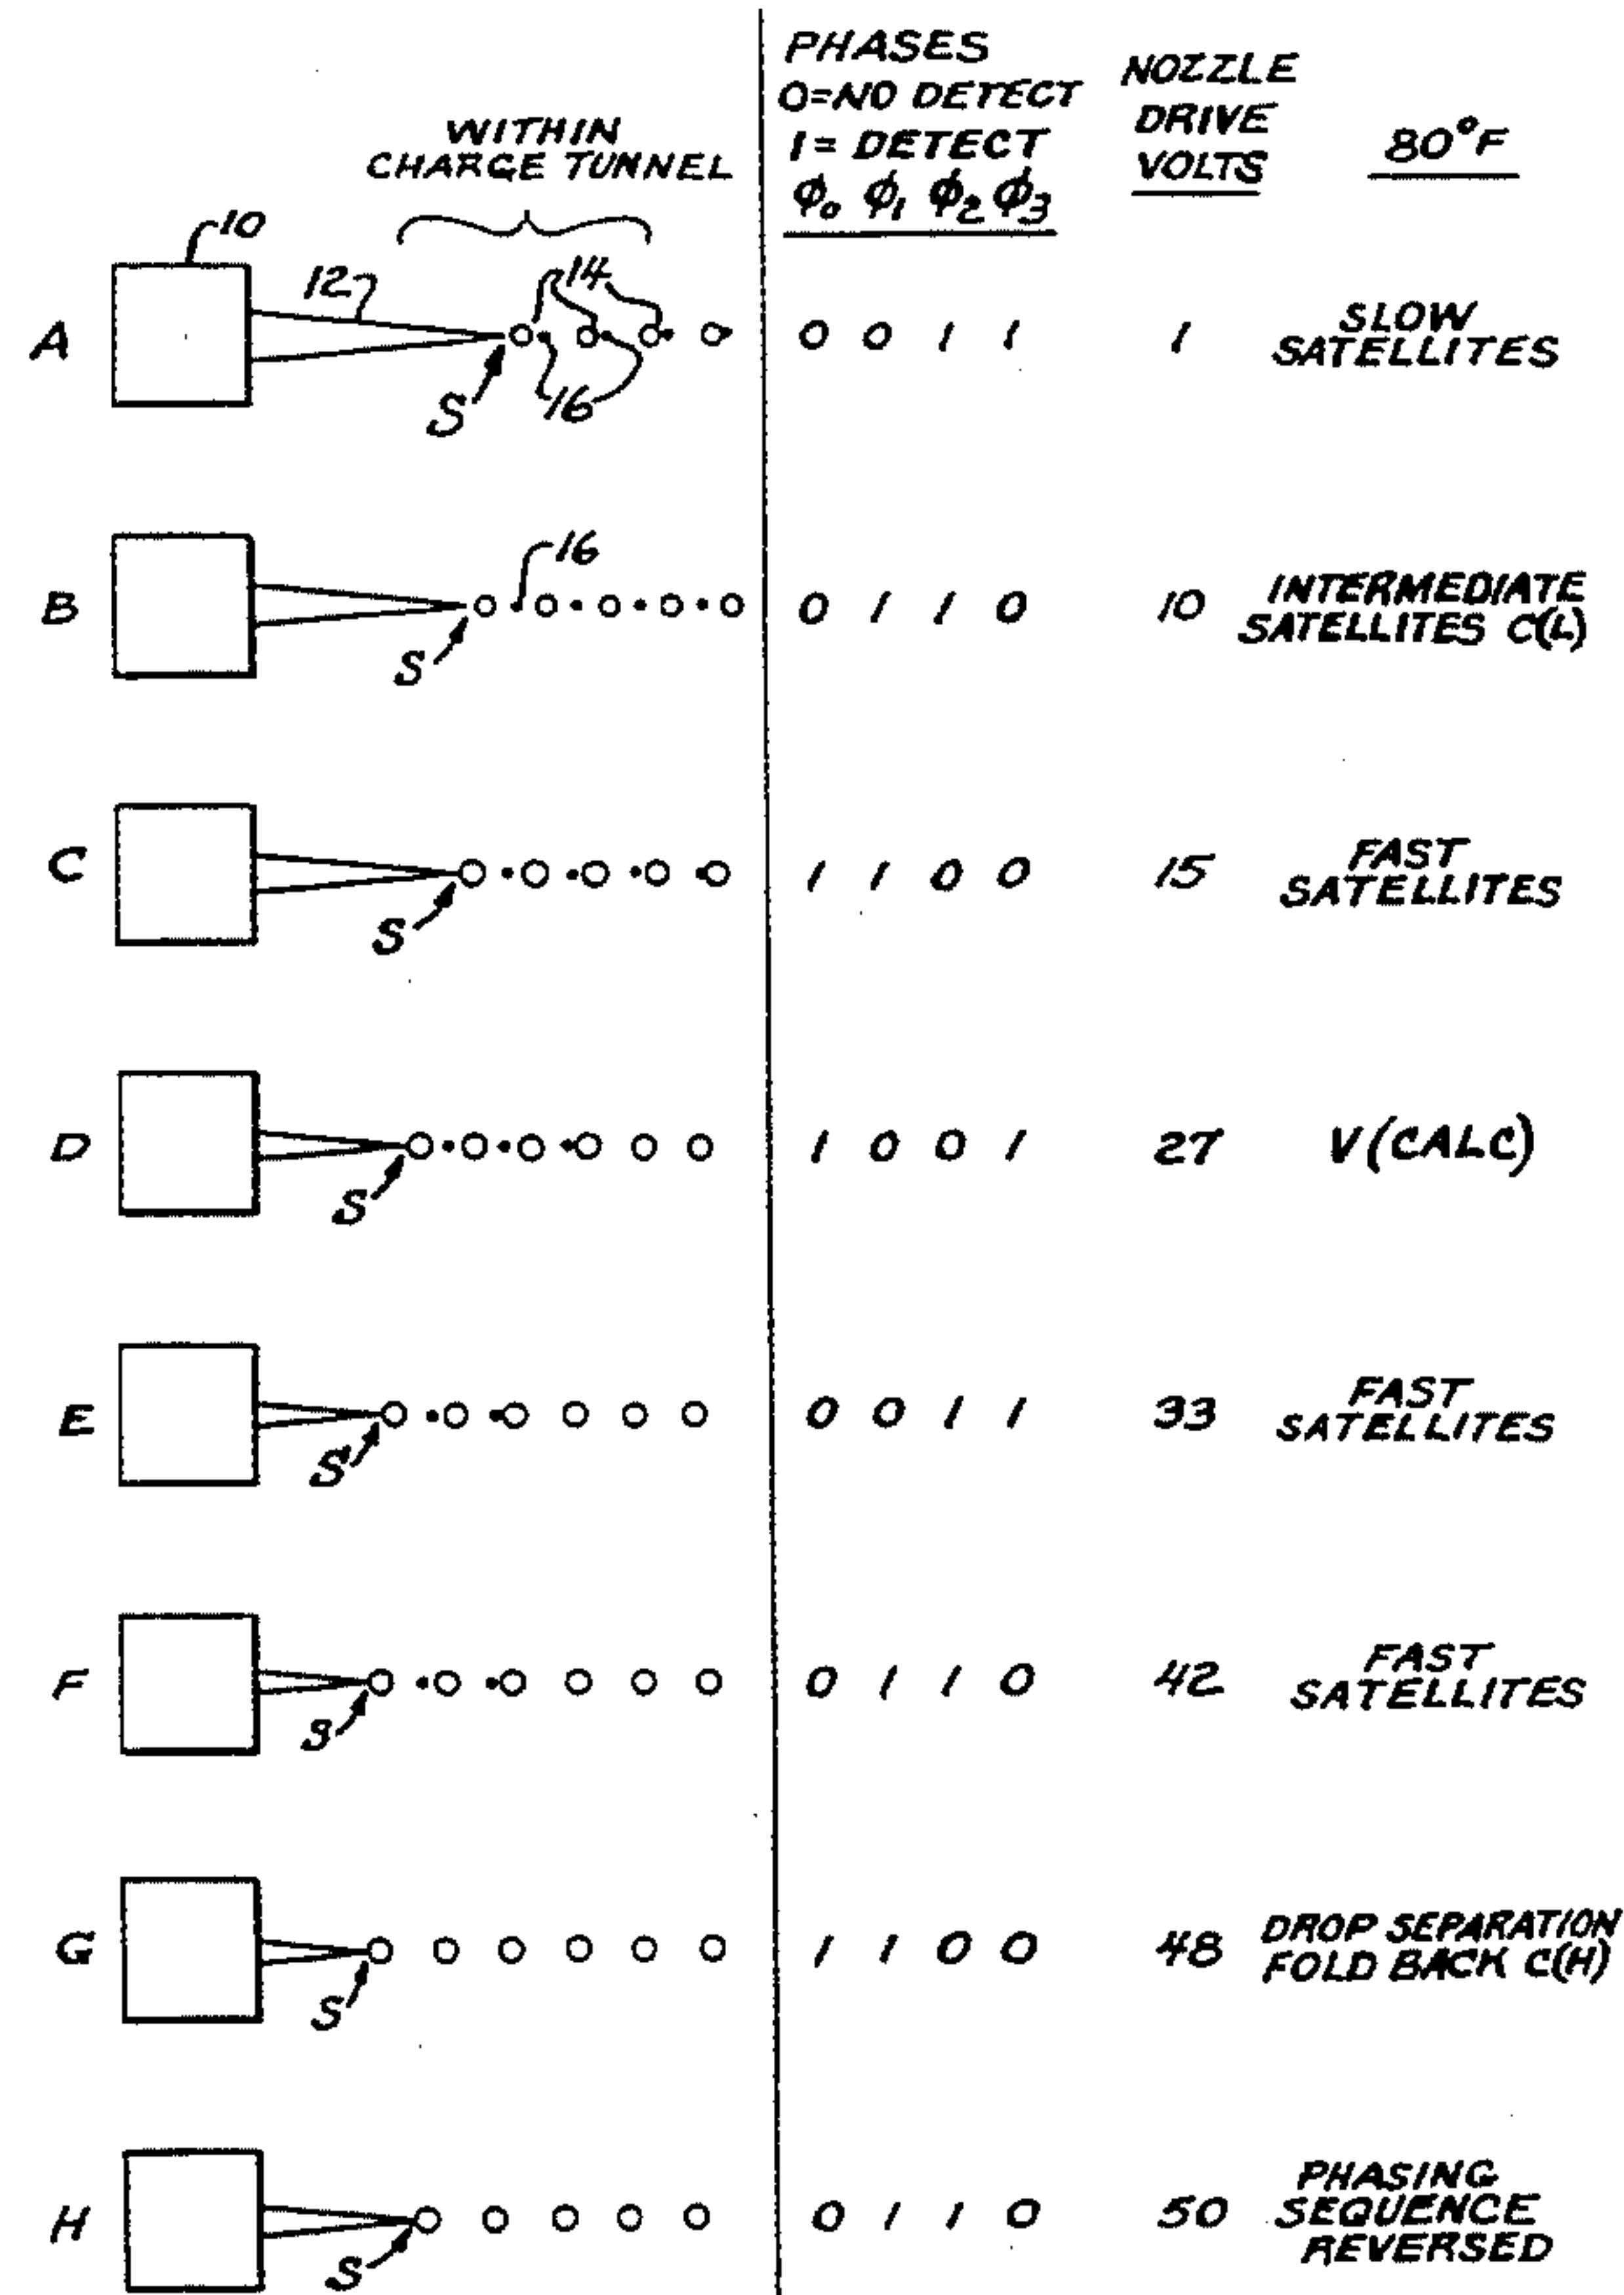 PHASES
0=NO DETECT
1= DETECT
φ₀ φ₁ φ₂ φ₃
NOZZLE
DRIVE
VOLTS
80°F
WITHIN
CHARGE TUNNEL
10
12
14
A
S
16
0 0 1 1
1
SLOW
SATELLITES
16
B
S
0 1 1 0
10
INTERMEDIATE
SATELLITES C(L)
C
S
1 1 0 0
15
FAST
SATELLITES
D
S
1 0 0 1
27
V(CALC)
E
S
0 0 1 1
33
FAST
SATELLITES
F
S
0 1 1 0
42
FAST
SATELLITES
G
S
1 1 0 0
48
DROP SEPARATION
FOLD BACK C(H)
H
S
0 1 1 0
50
PHASING
SEQUENCE
REVERSED